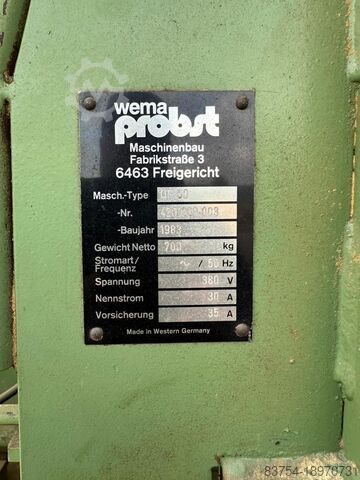 wema
probst
Maschinenbau
Fabrikstraße 3
6463 Freigericht
Masch.-Type
-Nr.
-Baujahr 1983
Gewicht Netto 700 kg
Stromart/
Frequenz ~ / 50 Hz
Spannung 380 V
Nennstrom 30 A
Vorsicherung 35 A
Made in Western Germany
83754-18976731